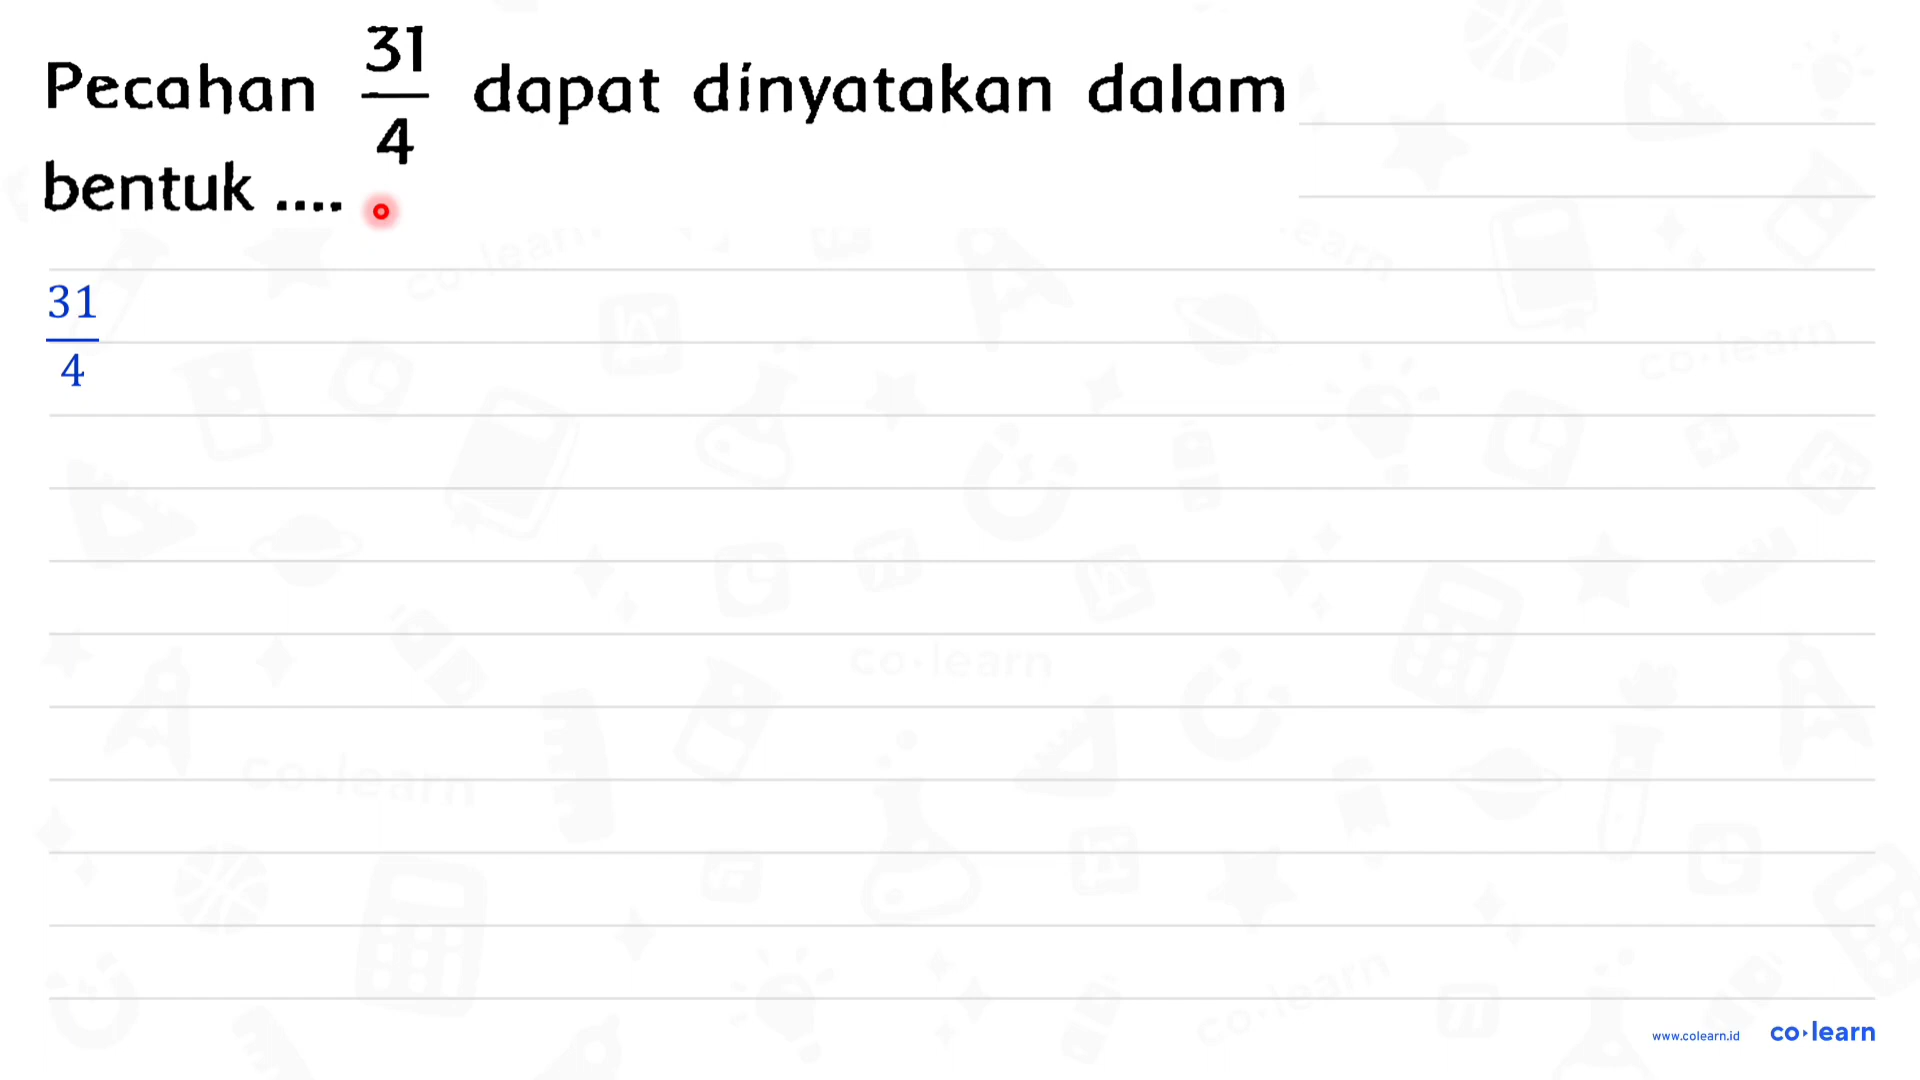 Pecahan 31/4 dapat dinyatakan dalam
bentuk ....
31/4
www.colearn.id co·learn